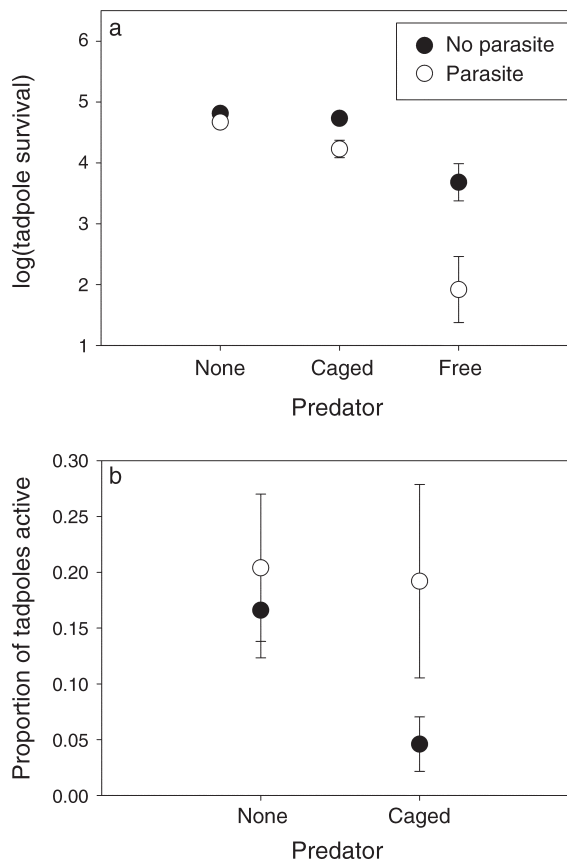 a
No parasite
Parasite
log(tadpole survival)
6
5
4
3
2
1
None Caged Free
Predator
b
Proportion of tadpoles active
0.30
0.25
0.20
0.15
0.10
0.05
0.00
None Caged
Predator